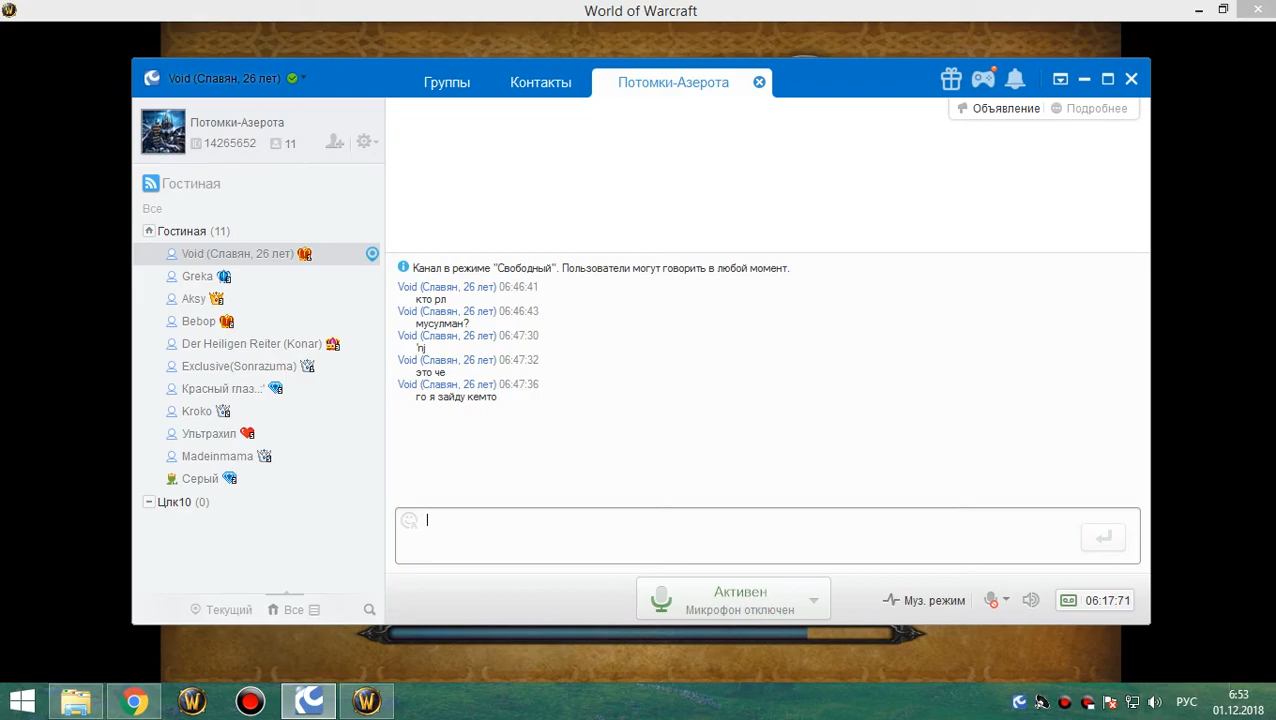 World of Warcraft
Void (Славян, 26 лет)
Группы
Контакты
Потомки-Азерота
Потомки-Азерота
14265652
11
Объявление
Подробнее
Гостиная
Все
Гостиная (11)
Void (Славян, 26 лет)
Greka
Aksy
Bebop
Der Heiligen Reiter (Konar)
Exclusive(Sonrazuma)
Красный глаз..:'
Kroko
Ультрахил
Madeinmama
Серый
Цлк10 (0)
Канал в режиме "Свободный". Пользователи могут говорить в любой момент.
Void (Славян, 26 лет) 06:46:41
кто рл
Void (Славян, 26 лет) 06:46:43
мусулман?
Void (Славян, 26 лет) 06:47:30
'nj
Void (Славян, 26 лет) 06:47:32
это че
Void (Славян, 26 лет) 06:47:36
го я зайду кемто
Текущий
Все
Активен
Микрофон отключен
Муз. режим
06:17:71
РУС
6:53
01.12.2018